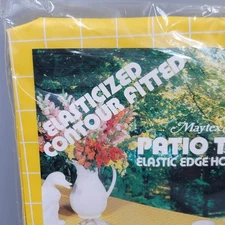 ELASTICIZED
CONTOUR FITTED
Maytex
PATIO T
ELASTIC EDGE HO